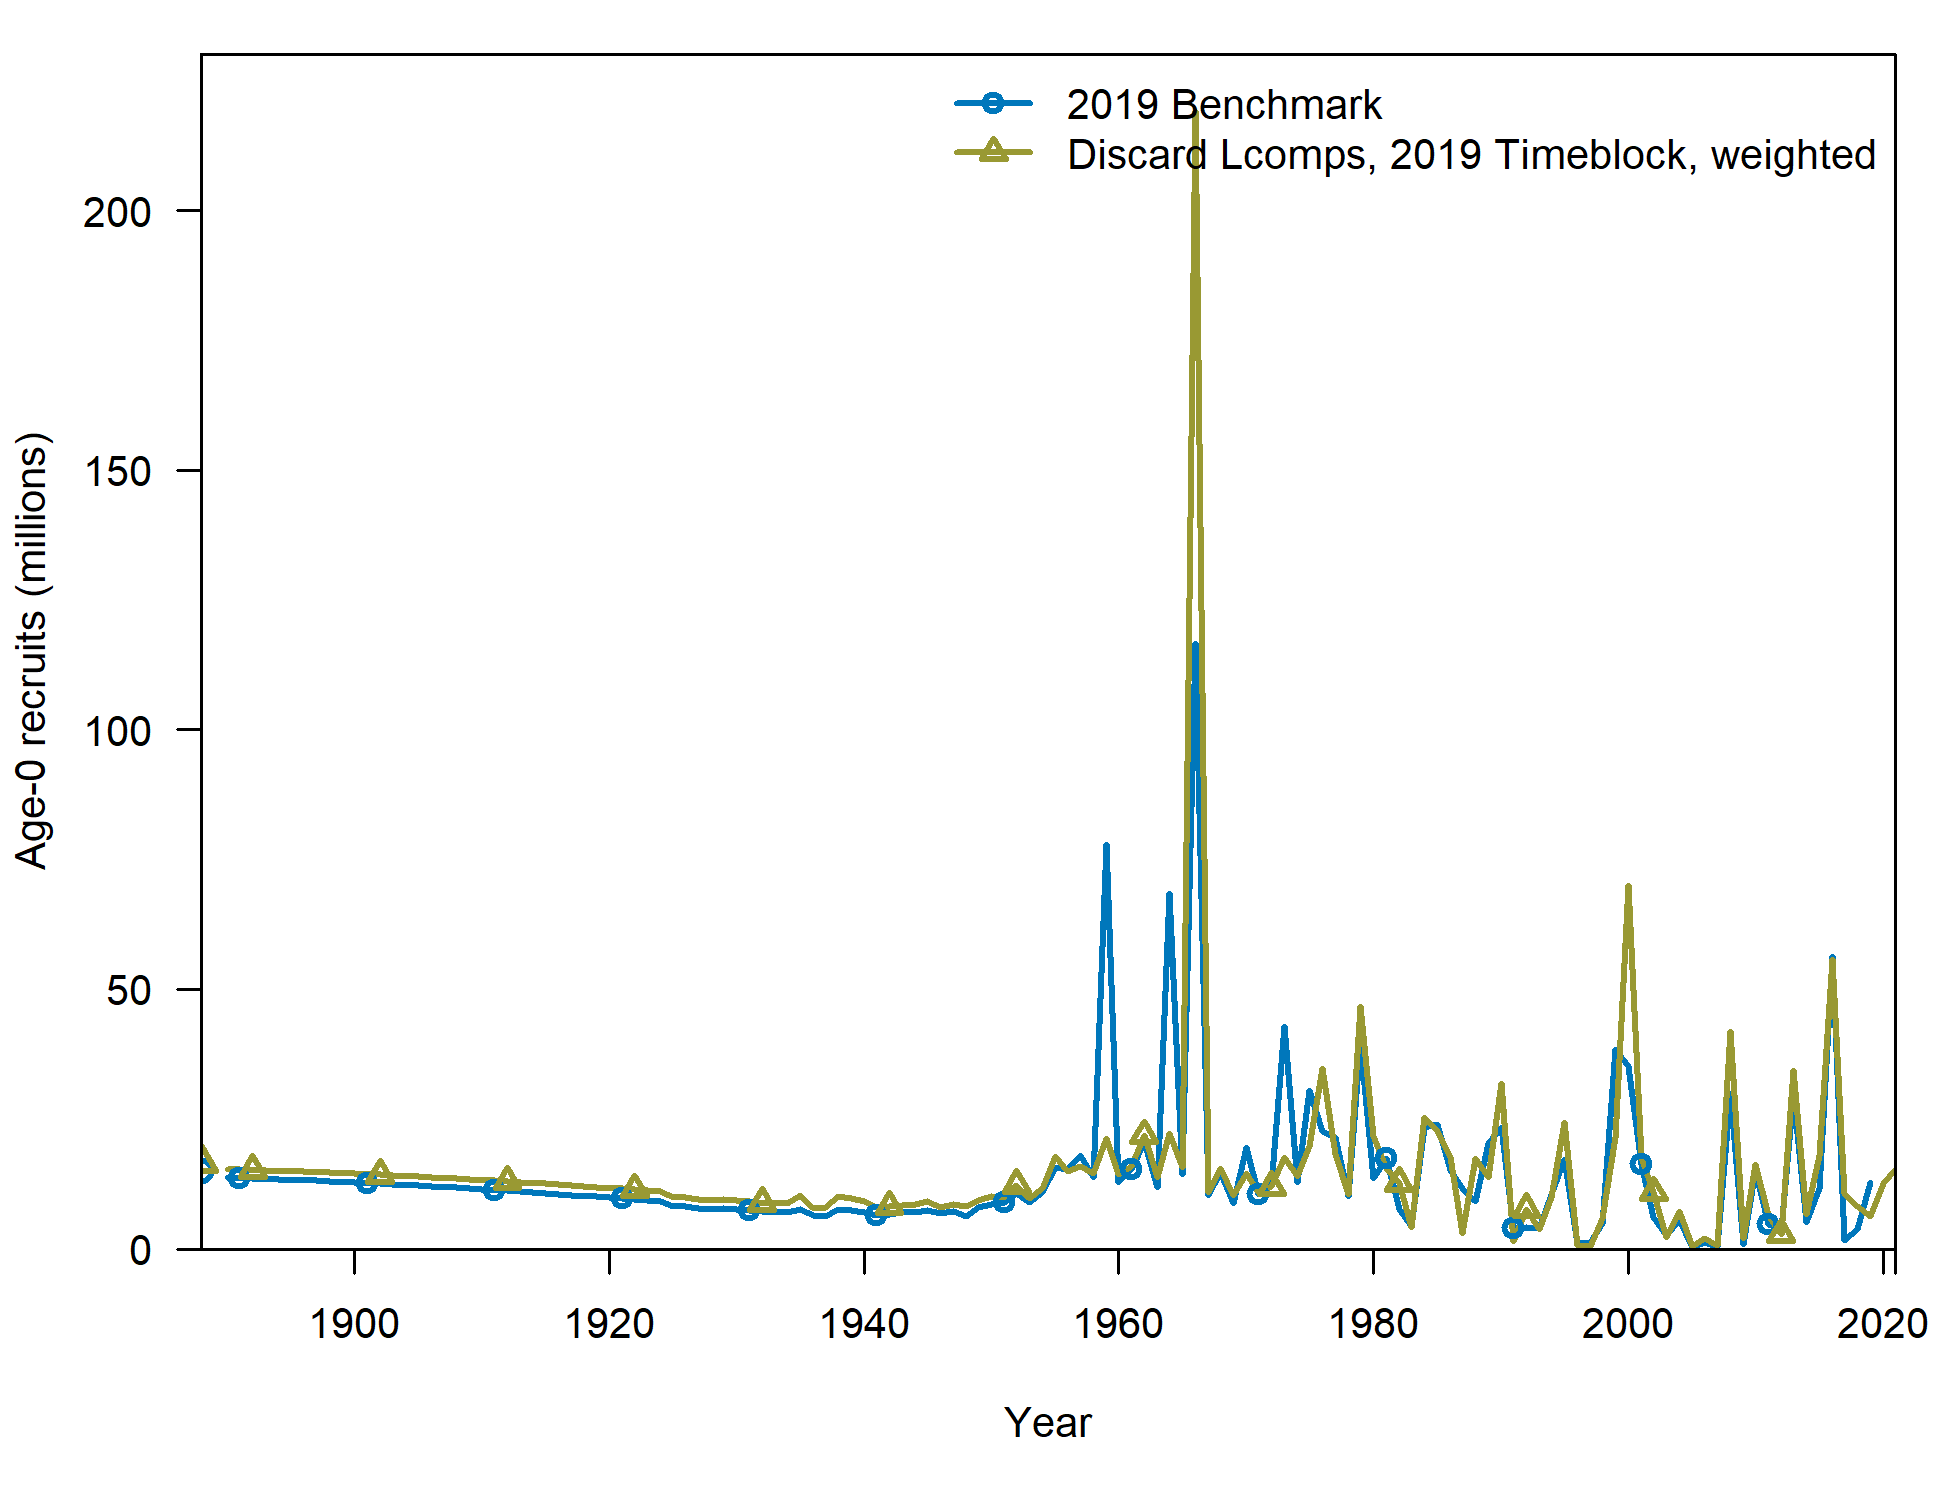 2019 Benchmark
Discard Lcomps, 2019 Timeblock, weighted
200
150
100
50
0
Age-0 recruits (millions)
1900 1920 1940 1960 1980 2000 2020
Year